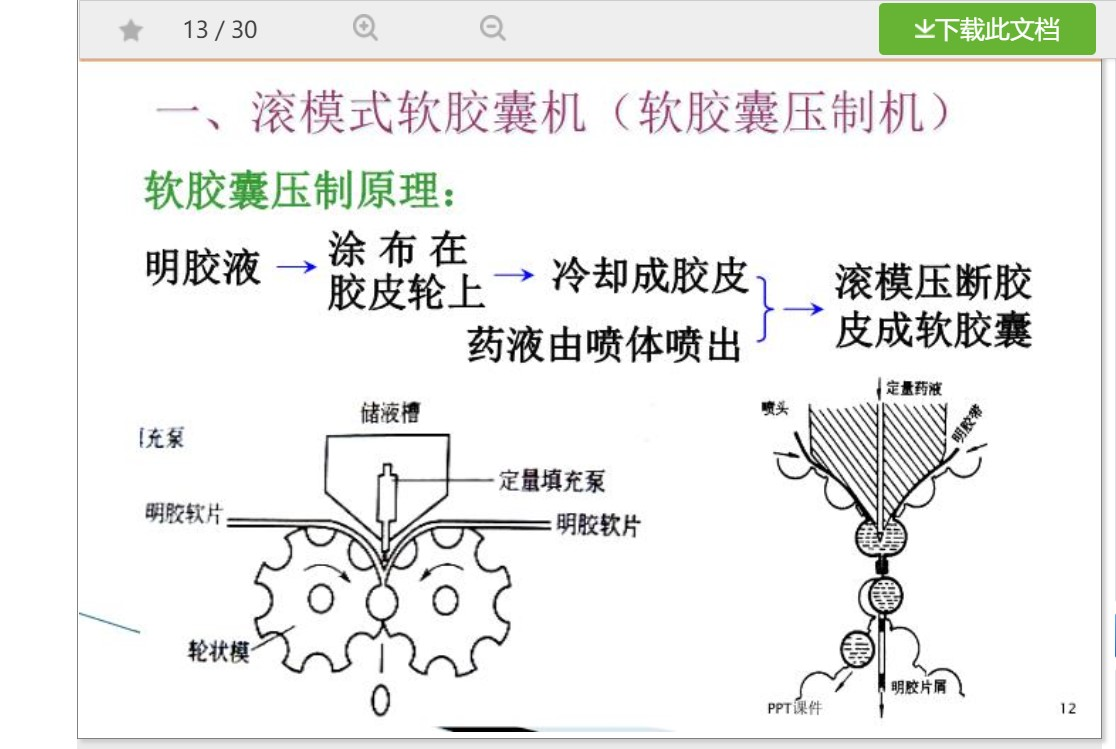 13 / 30
下载此文档
一、滚模式软胶囊机（软胶囊压制机）
软胶囊压制原理：
明胶液
涂布在
胶皮轮上
冷却成胶皮
药液由喷体喷出
滚模压断胶
皮成软胶囊
充泵
储液槽
定量填充泵
明胶软片
明胶软片
轮状模
定量药液
喷头
明胶带
明胶片屑
PPT课件
12